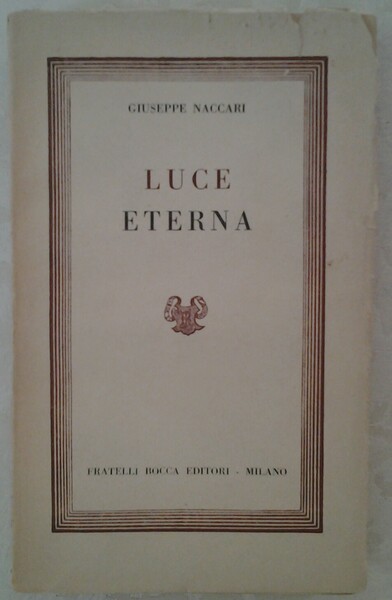 GIUSEPPE NACCARI
LUCE
ETERNA
FRATELLI BOCCA EDITORI - MILANO